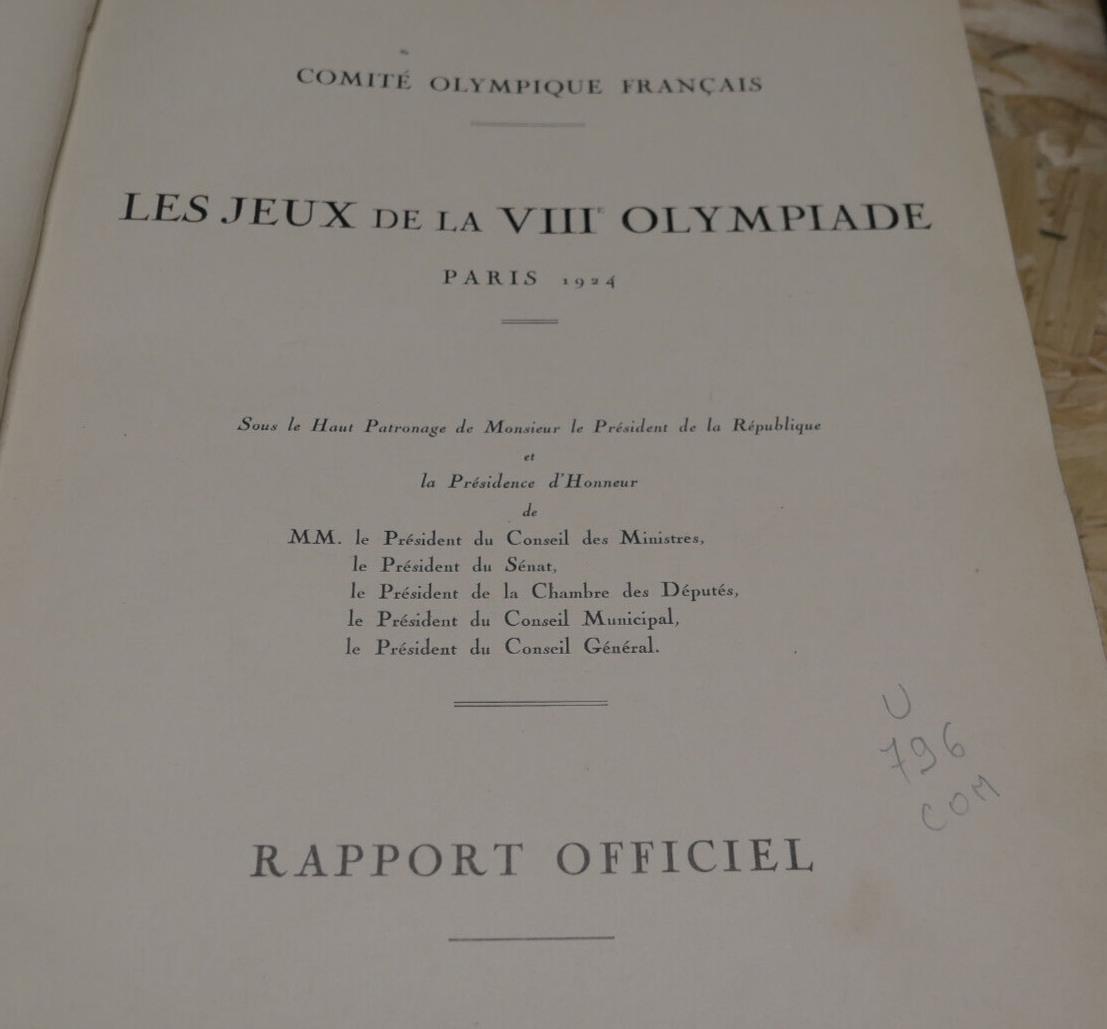 COMITÉ OLYMPIQUE FRANÇAIS
LES JEUX DE LA VIIIᵉ OLYMPIADE
PARIS 1924
Sous le Haut Patronage de Monsieur le Président de la République
et
la Présidence d'Honneur
de
MM. le Président du Conseil des Ministres,
le Président du Sénat,
le Président de la Chambre des Députés,
le Président du Conseil Municipal,
le Président du Conseil Général.
U
796
COM
RAPPORT OFFICIEL